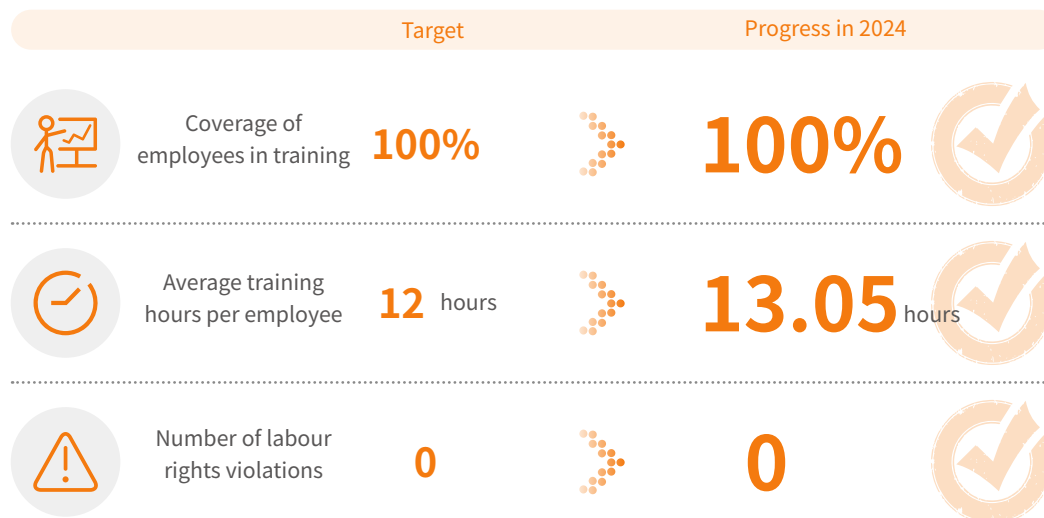 Target Progress in 2024
Coverage of
employees in training 100% 100%
Average training
hours per employee 12 hours 13.05 hours
Number of labour
rights violations 0 0